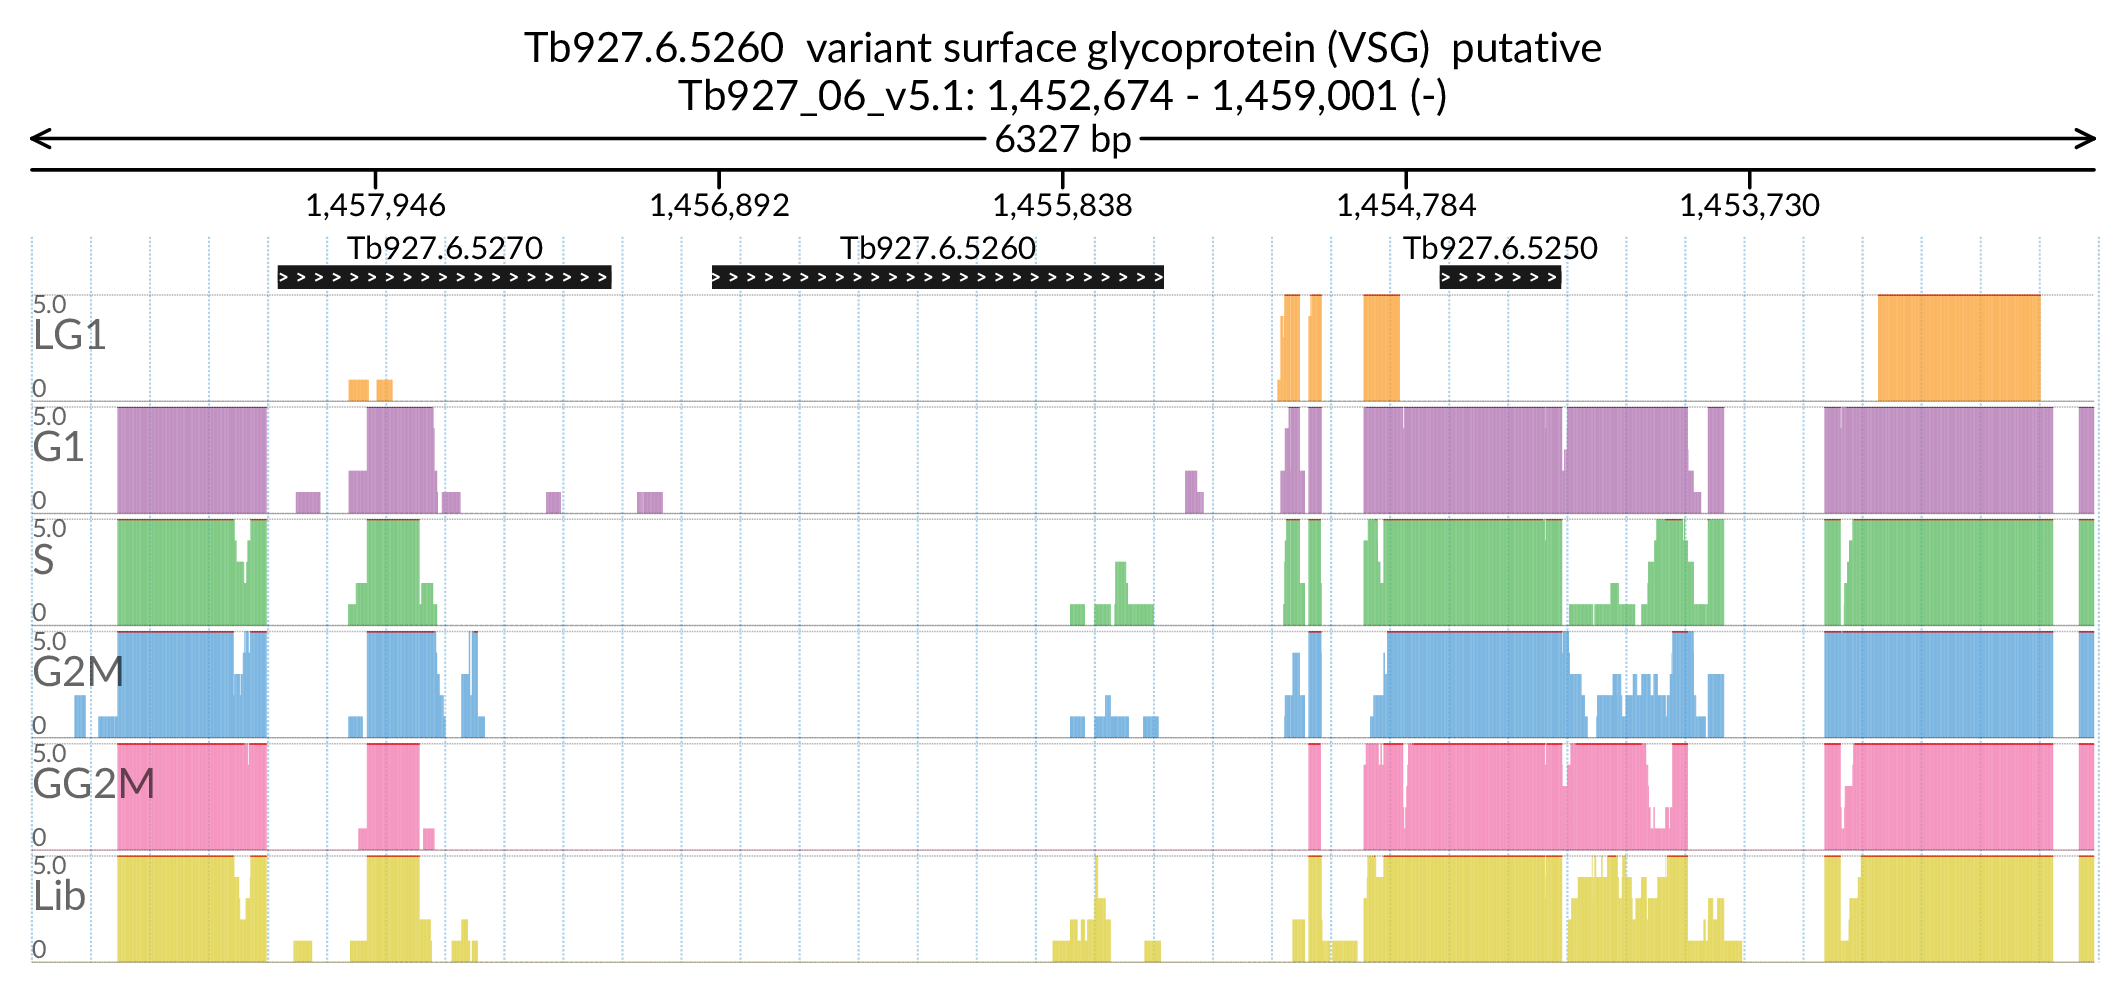 Tb927.6.5260  variant surface glycoprotein (VSG)  putative
Tb927_06_v5.1: 1,452,674 - 1,459,001 (-)
6327 bp
1,457,946 1,456,892 1,455,838 1,454,784 1,453,730
Tb927.6.5270 Tb927.6.5260 Tb927.6.5250
5.0
LG1
0
5.0
G1
0
5.0
S
0
5.0
G2M
0
5.0
GG2M
0
5.0
Lib
0